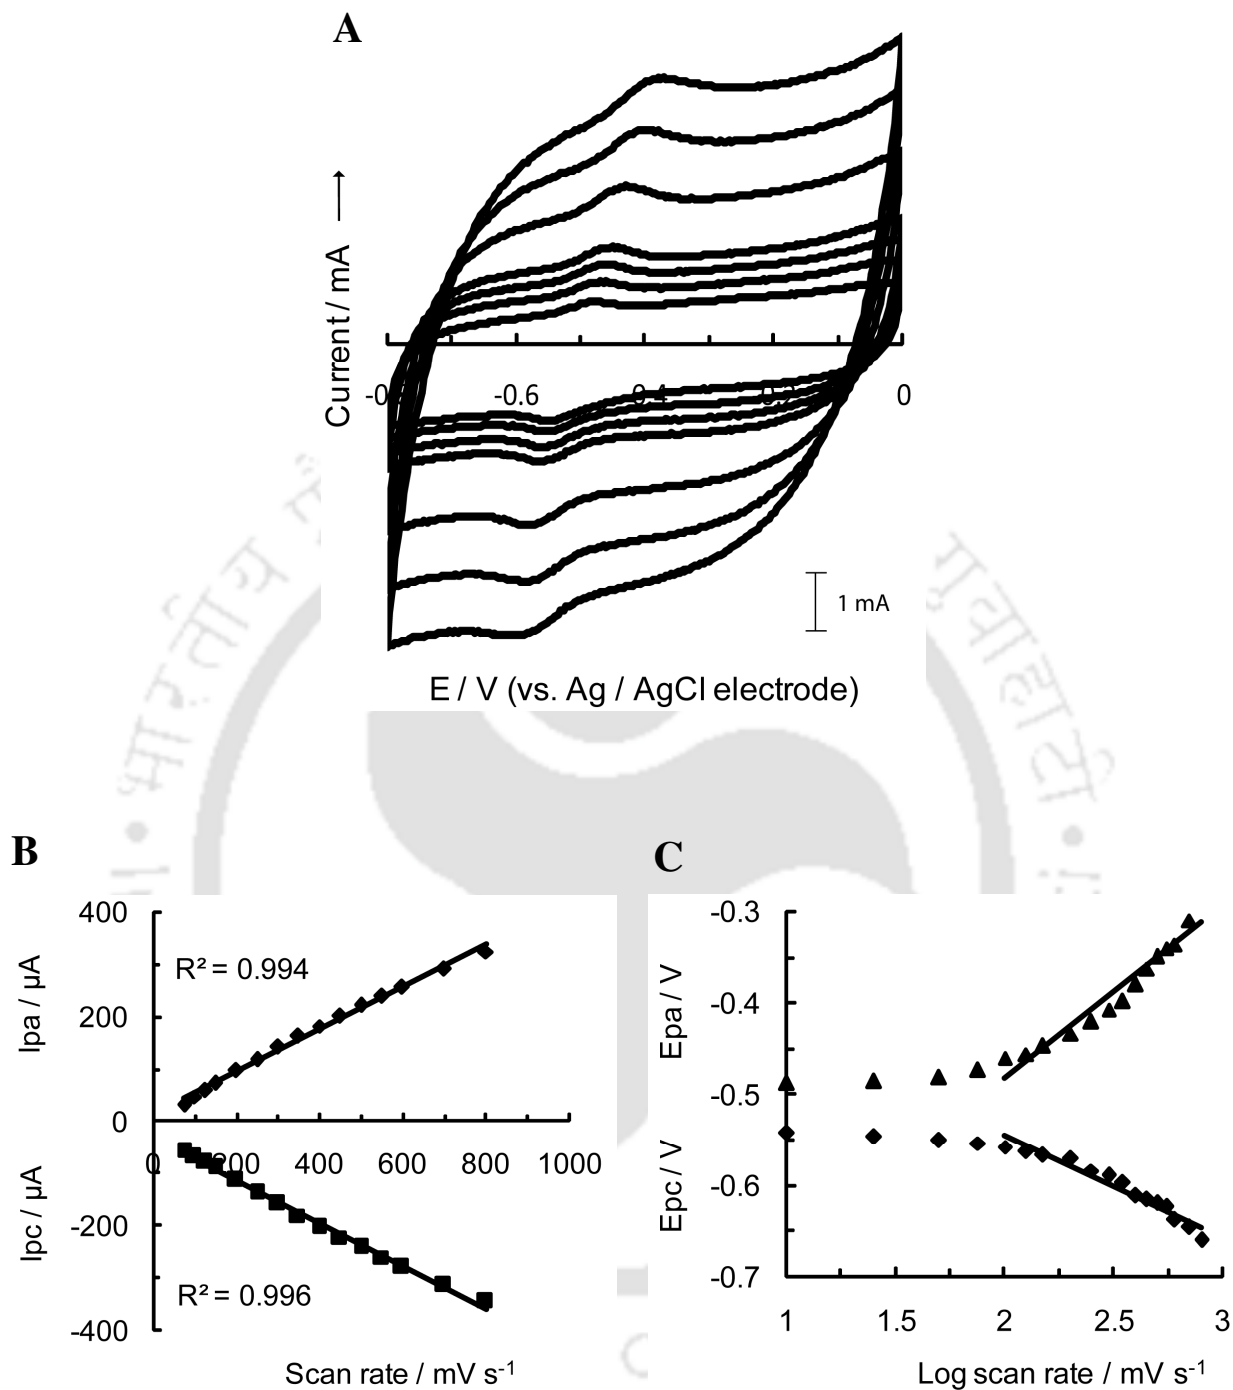 A
Current / mA →
-0.6
0
1 mA
E / V (vs. Ag / AgCl electrode)
B
400
200
0
-200
-400
Ipa / µA
Ipc / µA
R² = 0.994
0 200 400 600 800 1000
R² = 0.996
Scan rate / mV s⁻¹
C
-0.3
-0.4
-0.5
-0.6
-0.7
Epa / V
Epc / V
1 1.5 2 2.5 3
Log scan rate / mV s⁻¹